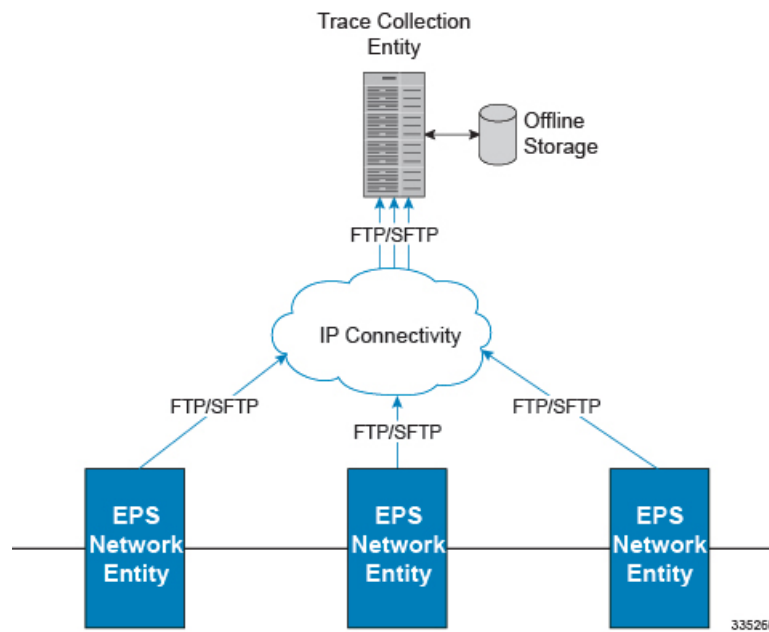 Trace Collection
Entity
Offline
Storage
FTP/SFTP
IP Connectivity
FTP/SFTP
FTP/SFTP
FTP/SFTP
EPS
Network
Entity
EPS
Network
Entity
EPS
Network
Entity